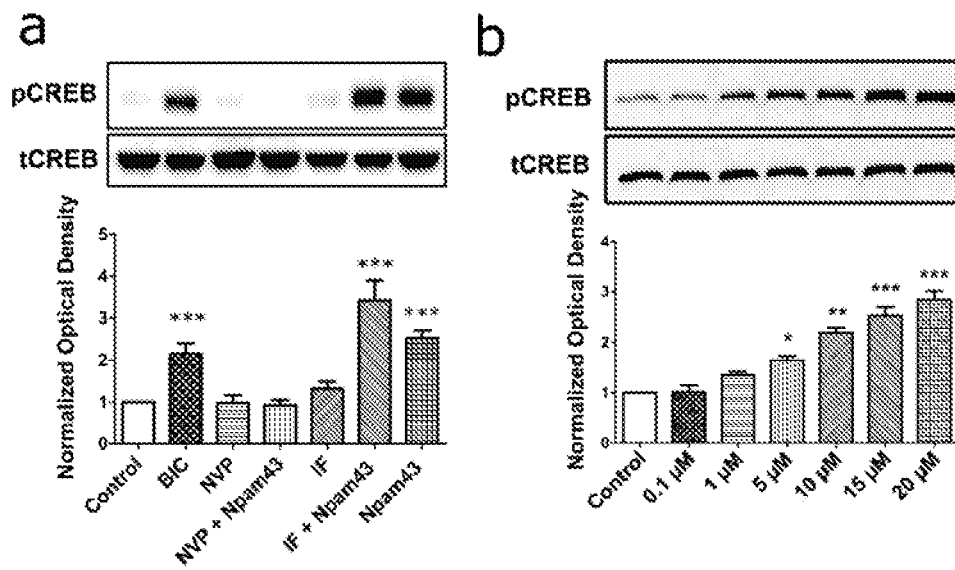 a
pCREB
tCREB
Normalized Optical Density
5
4
3
2
1
0
***
***
***
Control
BIC
NVP
NVP + Npam43
IF
IF + Npam43
Npam43
b
pCREB
tCREB
Normalized Optical Density
4
3
2
1
0
*
**
***
***
Control
0.1 µM
1 µM
5 µM
10 µM
15 µM
20 µM